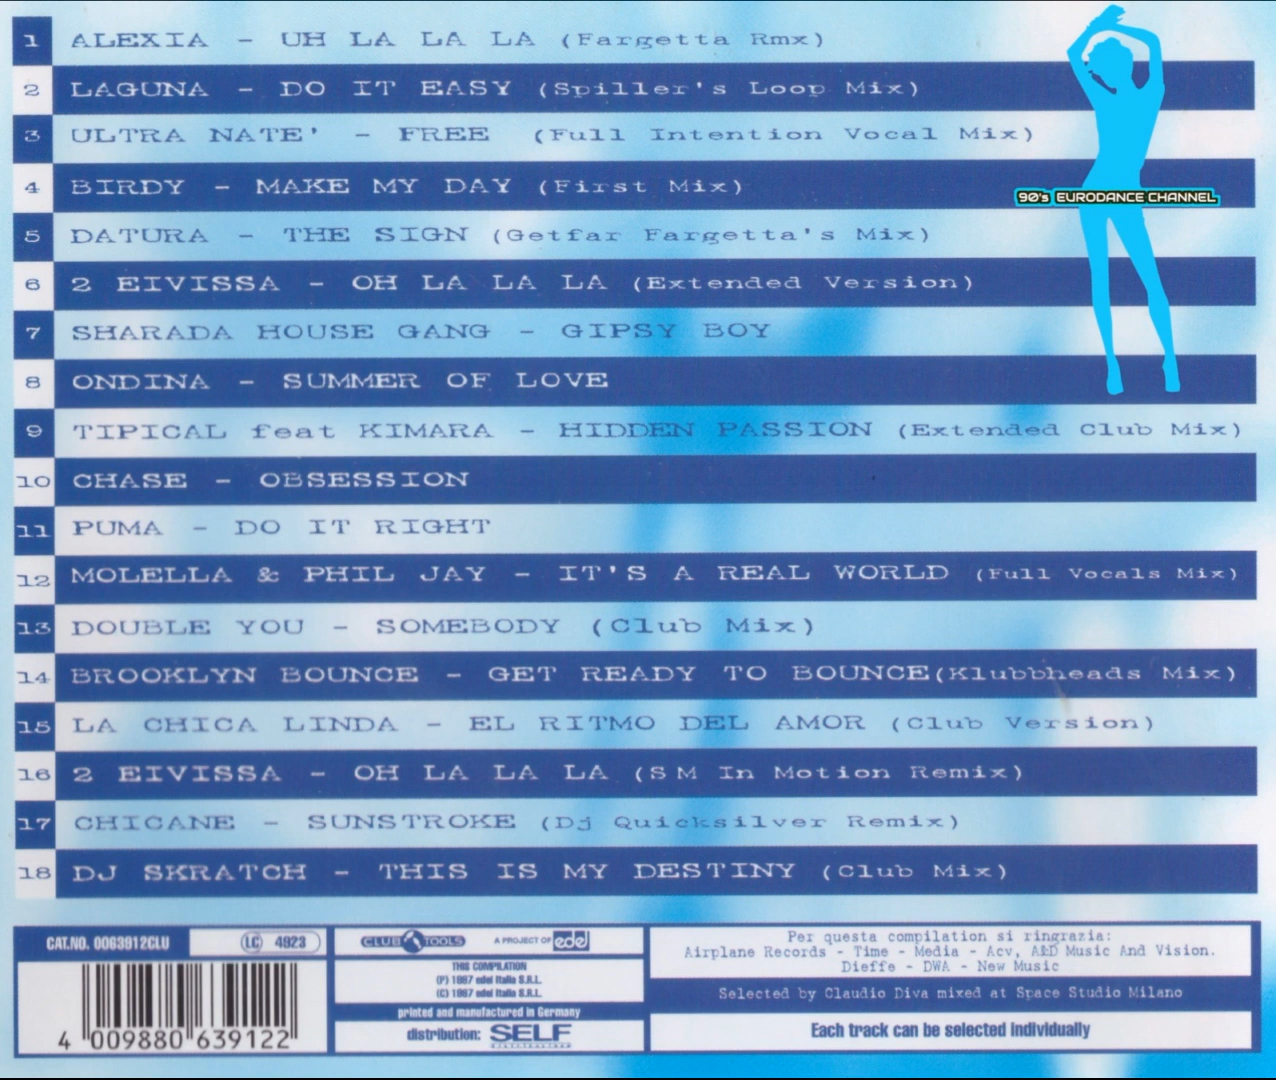 1 ALEXIA - UH LA LA LA (Fargetta Rmx)
2 LAGUNA - DO IT EASY (Spiller's Loop Mix)
3 ULTRA NATE' - FREE (Full Intention Vocal Mix)
4 BIRDY - MAKE MY DAY (First Mix)
90's EURODANCE CHANNEL
5 DATURA - THE SIGN (Getfar Fargetta's Mix)
6 2 EIVISSA - OH LA LA LA (Extended Version)
7 SHARADA HOUSE GANG - GIPSY BOY
8 ONDINA - SUMMER OF LOVE
9 TIPICAL feat KIMARA - HIDDEN PASSION (Extended Club Mix)
10 CHASE - OBSESSION
11 PUMA - DO IT RIGHT
12 MOLELLA & PHIL JAY - IT'S A REAL WORLD (Full Vocals Mix)
13 DOUBLE YOU - SOMEBODY (Club Mix)
14 BROOKLYN BOUNCE - GET READY TO BOUNCE(Klubbheads Mix)
15 LA CHICA LINDA - EL RITMO DEL AMOR (Club Version)
16 2 EIVISSA - OH LA LA LA (S M In Motion Remix)
17 CHICANE - SUNSTROKE (Dj Quicksilver Remix)
18 DJ SKRATCH - THIS IS MY DESTINY (Club Mix)
CAT.NO. 0063912CLU LC 4923
4 009880 639122
CLUB TOOLS A PROJECT OF edel
THIS COMPILATION
(P) 1997 edel Italia S.R.L.
(C) 1997 edel Italia S.R.L.
printed and manufactured in Germany
distribution: SELF
Per questa compilation si ringrazia:
Airplane Records - Time - Media - Acv, A&D Music And Vision.
Dieffe - DWA - New Music
Selected by Claudio Diva mixed at Space Studio Milano
Each track can be selected individually